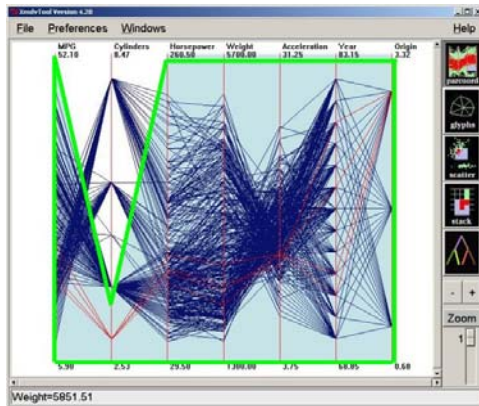 XmdvTool Version 4.20
File Preferences Windows Help
MPG Cylinders Horsepower Weight Acceleration Year Origin
52.10 8.47 260.50 5700.00 31.25 83.15 3.32
parcoord
glyphs
scatter
stack
- +
Zoom
1
5.90 2.53 29.50 1300.00 3.75 68.85 0.68
Weight=5851.51